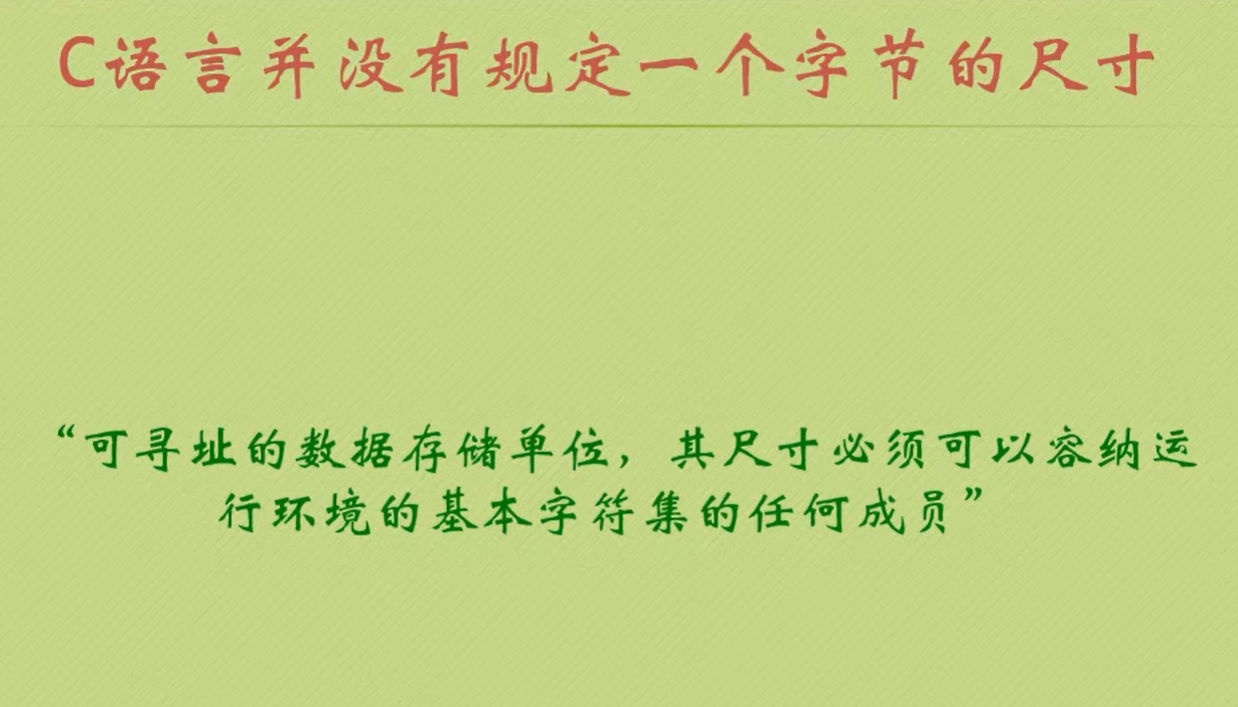 C语言并没有规定一个字节的尺寸
“可寻址的数据存储单位，其尺寸必须可以容纳运
行环境的基本字符集的任何成员”